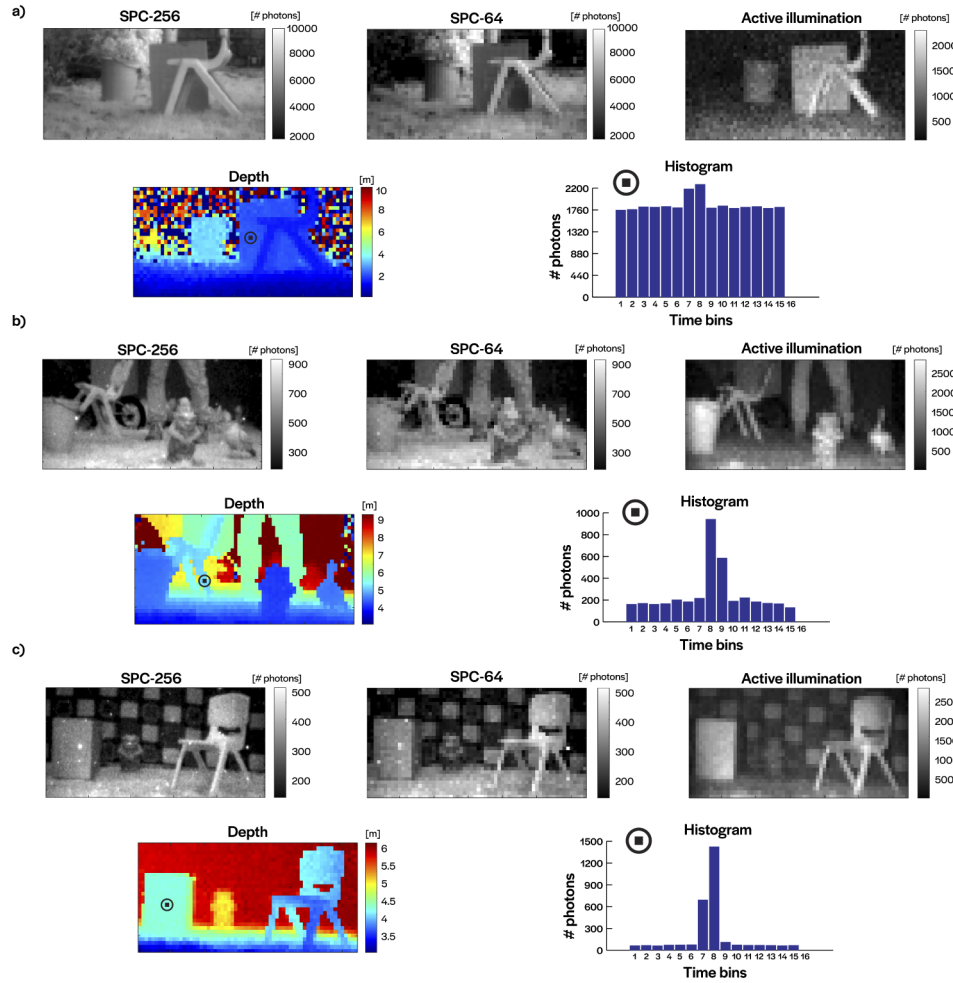 a)
SPC-256
[# photons]
10000
8000
6000
4000
2000
SPC-64
[# photons]
10000
8000
6000
4000
2000
Active illumination
[# photons]
2000
1500
1000
500
Depth
[m]
10
8
6
4
2
Histogram
# photons
2200
1760
1320
880
440
0
1 2 3 4 5 6 7 8 9 10 11 12 13 14 15 16
Time bins
b)
SPC-256
[# photons]
900
700
500
300
SPC-64
[# photons]
900
700
500
300
Active illumination
[# photons]
2500
2000
1500
1000
500
Depth
[m]
9
8
7
6
5
4
Histogram
# photons
1000
800
600
400
200
0
1 2 3 4 5 6 7 8 9 10 11 12 13 14 15 16
Time bins
c)
SPC-256
[# photons]
500
400
300
200
SPC-64
[# photons]
500
400
300
200
Active illumination
[# photons]
2500
2000
1500
1000
500
Depth
[m]
6
5.5
5
4.5
4
3.5
Histogram
# photons
1500
1200
900
600
300
0
1 2 3 4 5 6 7 8 9 10 11 12 13 14 15 16
Time bins